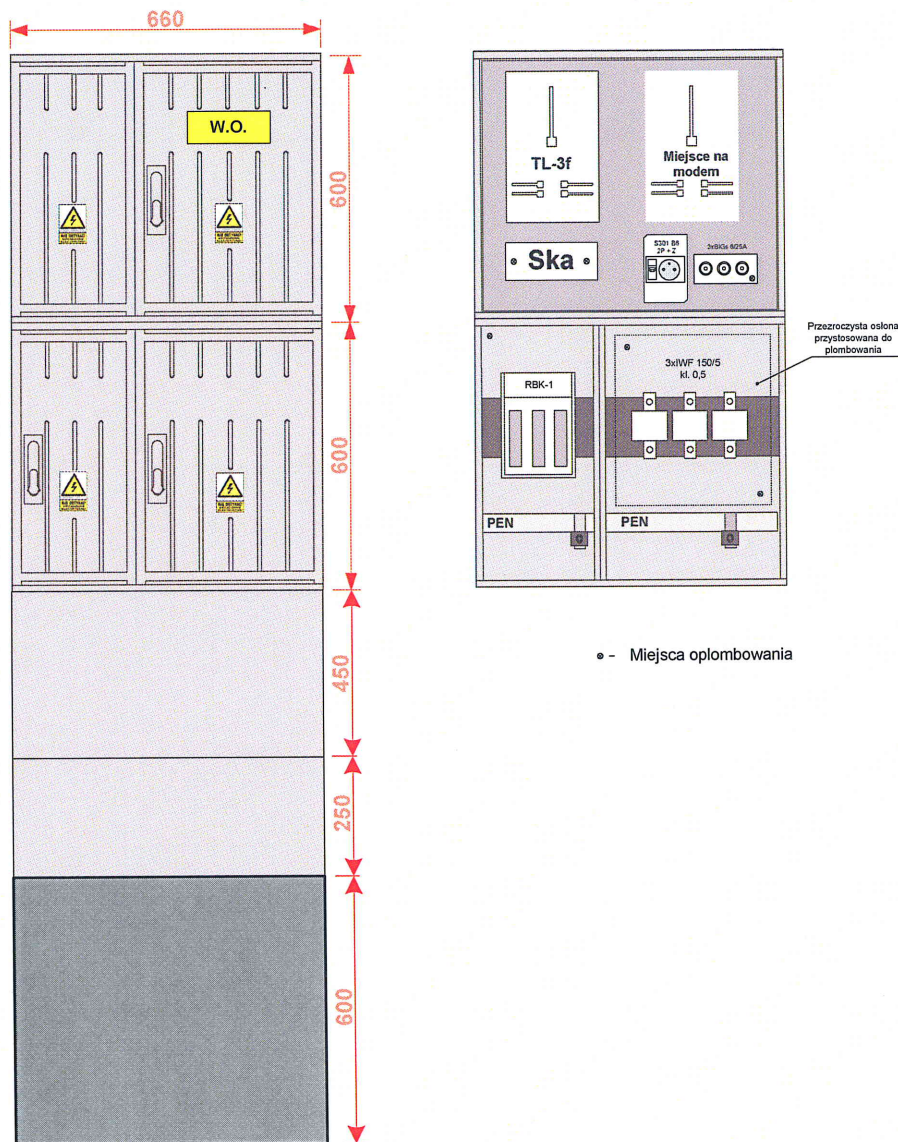 660
W.O.
600
600
450
250
600
TL-3f
Miejsce na
modem
Ska
S301 B6
2P + Z
3xBiGs 6/25A
Przezroczysta osłona
przystosowana do
plombowania
3xIWF 150/5
kl. 0,5
RBK-1
PEN
PEN
- Miejsca oplombowania